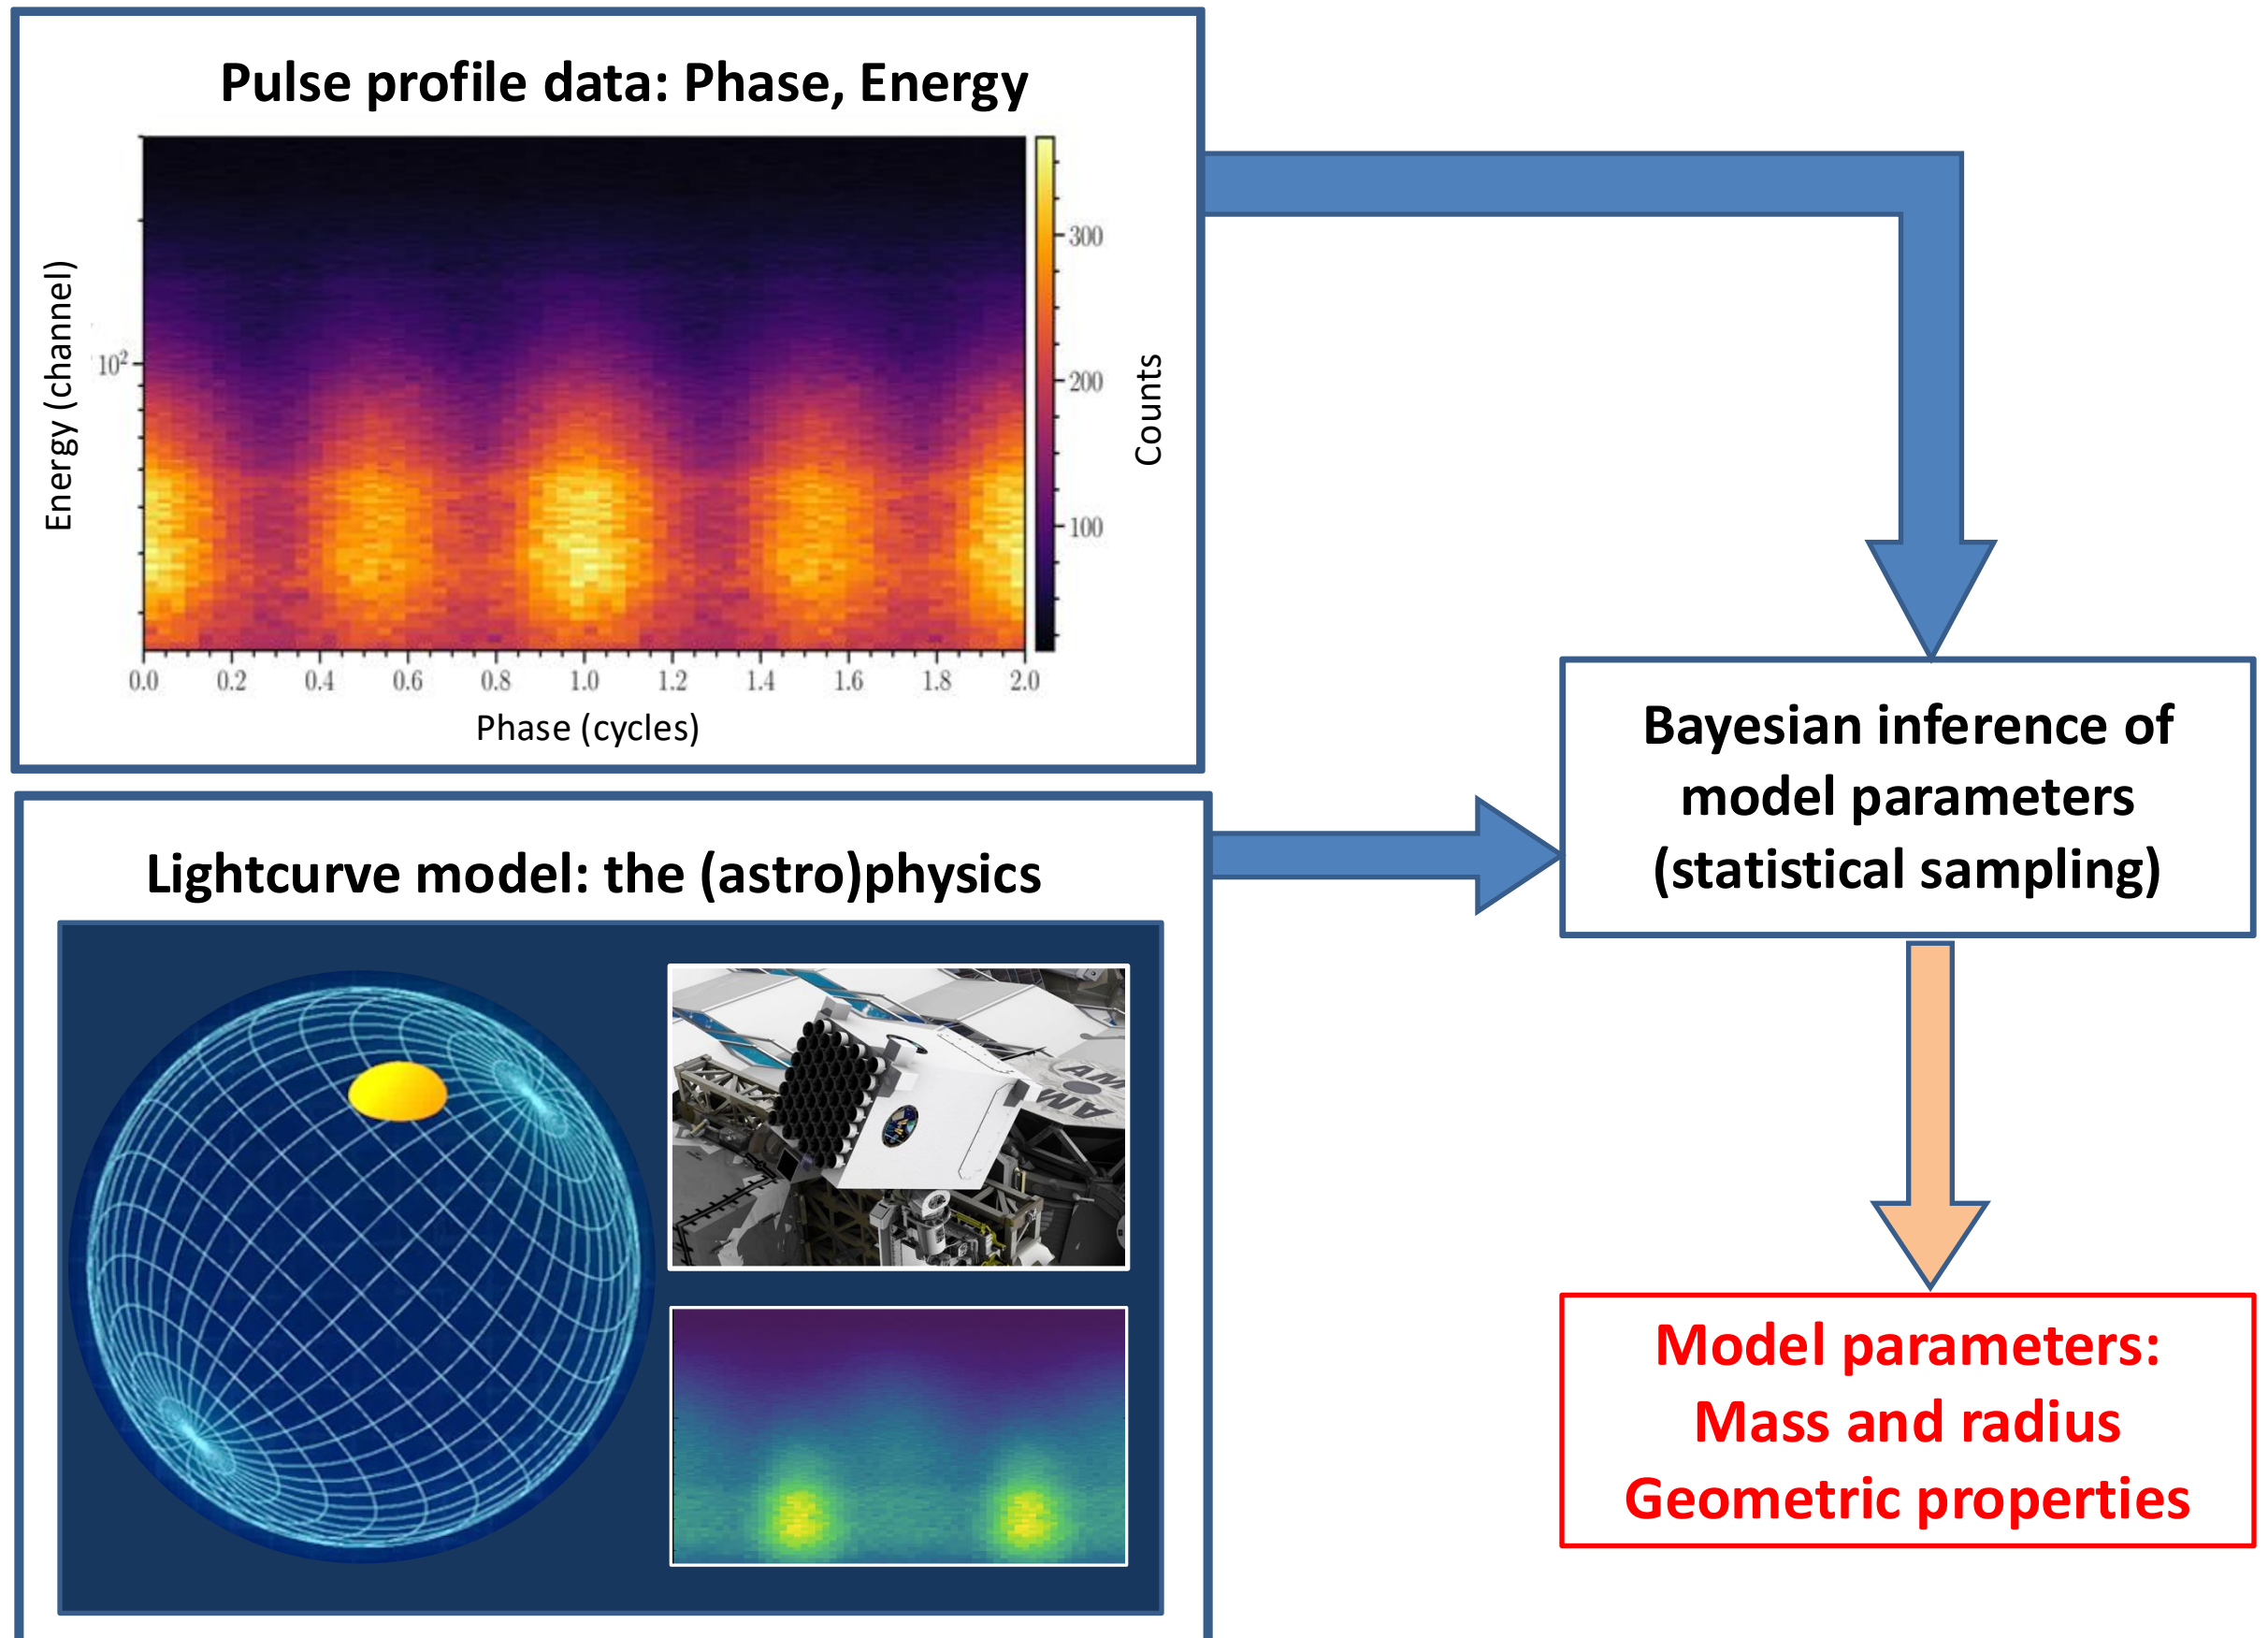 Pulse profile data: Phase, Energy
Energy (channel)
10²
0.0 0.2 0.4 0.6 0.8 1.0 1.2 1.4 1.6 1.8 2.0
Phase (cycles)
300
200
100
Counts
Lightcurve model: the (astro)physics
AM
AM
Bayesian inference of
model parameters
(statistical sampling)
Model parameters:
Mass and radius
Geometric properties